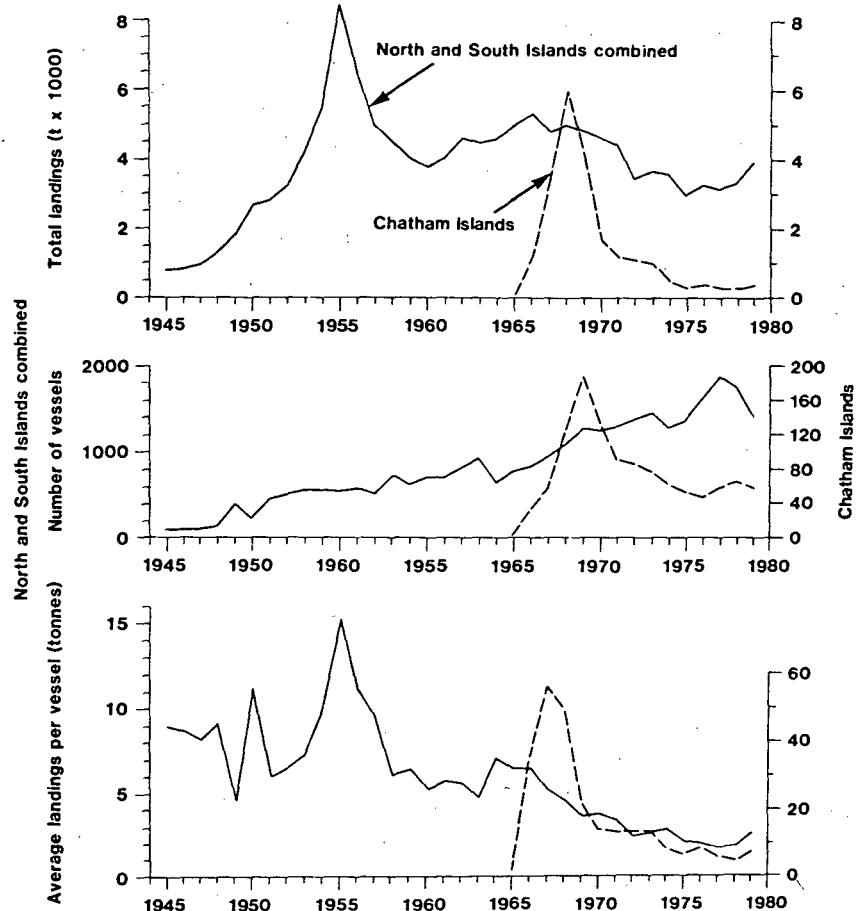 North and South Islands combined
Total landings (t x 1000)
8
6
4
2
0
North and South Islands combined
Chatham Islands
8
6
4
2
0
1945 1950 1955 1960 1965 1970 1975 1980
Number of vessels
2000
1000
0
200
160
120
80
40
0
Chatham Islands
1945 1950 1960 1955 1965 1970 1975 1980
Average landings per vessel (tonnes)
15
10
5
0
60
40
20
0
1945 1950 1955 1960 1965 1970 1975 1980